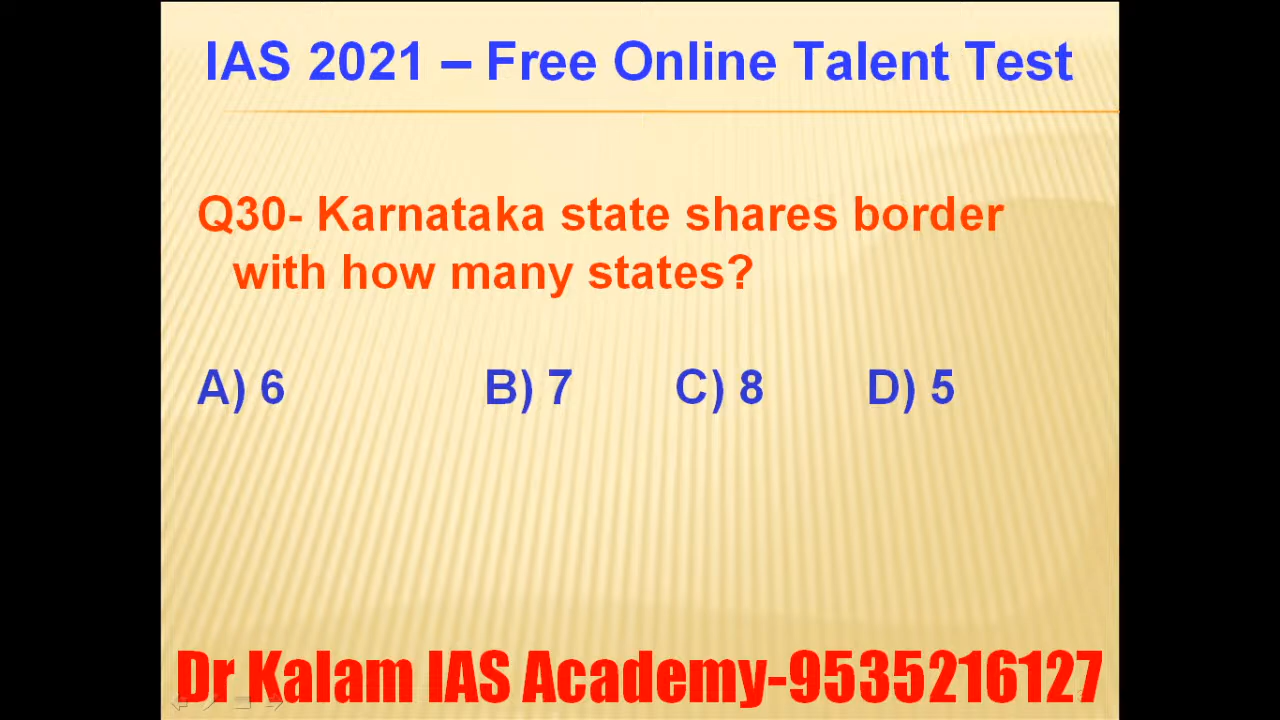 IAS 2021 – Free Online Talent Test
Q30- Karnataka state shares border
with how many states?
A) 6 B) 7 C) 8 D) 5
Dr Kalam IAS Academy-9535216127